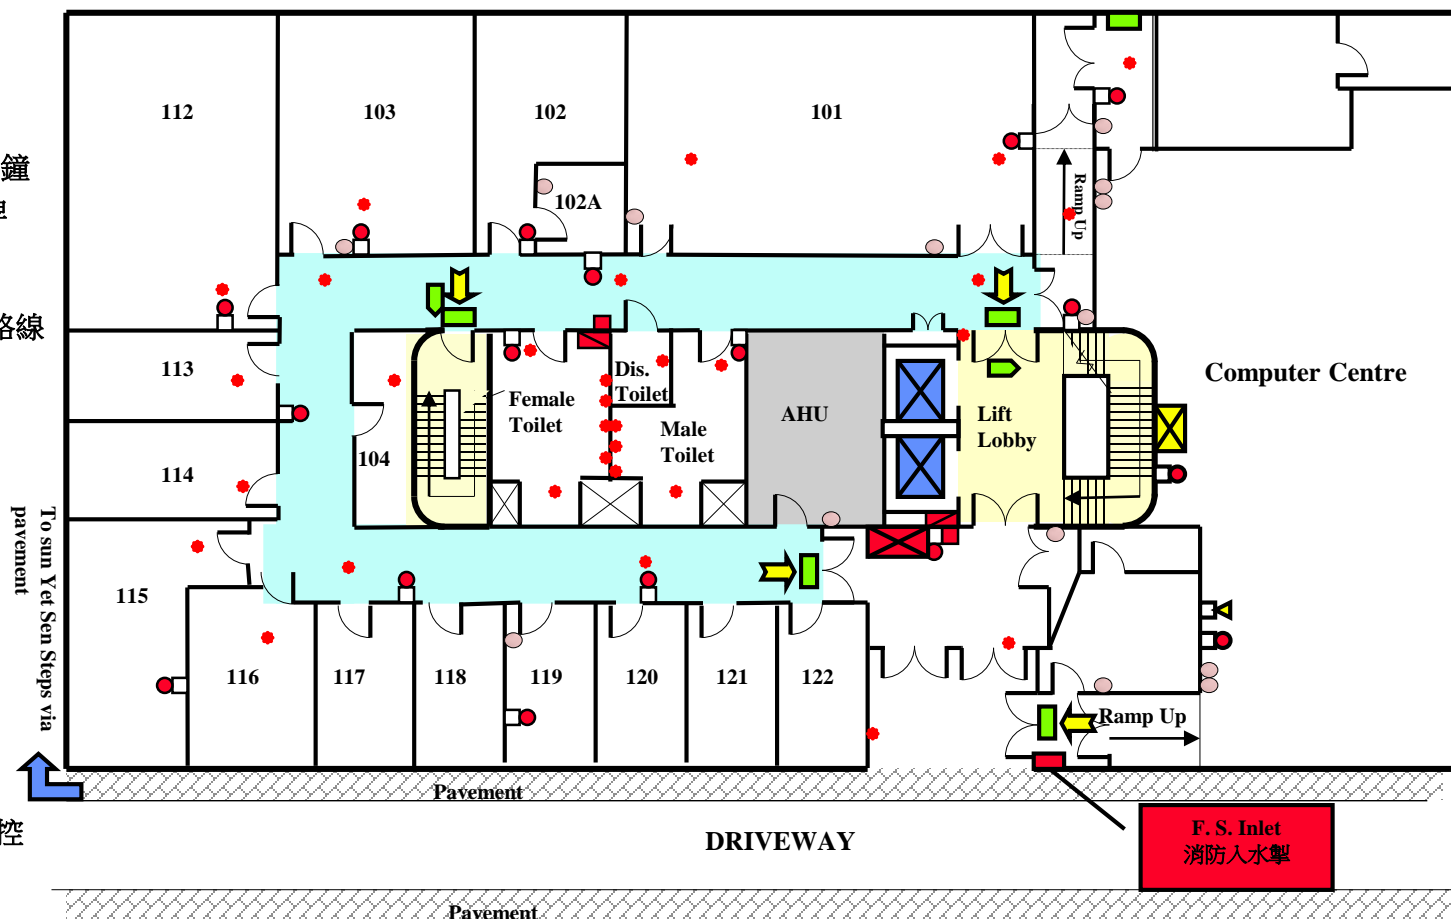 112
103
102
101
鐘
102A
Ramp Up
路線
113
Dis.
Toilet
Computer Centre
Female
Toilet
AHU
Lift
Lobby
Male
Toilet
104
114
To sun Yet Sen Steps via
pavement
115
116
117
118
119
120
121
122
Ramp Up
Pavement
控
DRIVEWAY
F. S. Inlet
消防入水掣
Pavement